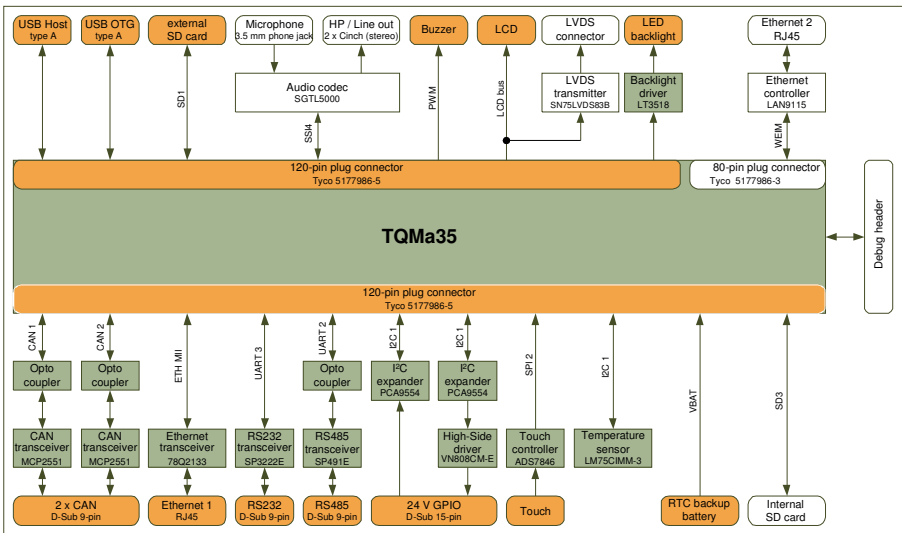 USB Host
type A
USB OTG
type A
external
SD card
Microphone
3.5 mm phone jack
HP / Line out
2 x Cinch (stereo)
Buzzer
LCD
LVDS
connector
LED
backlight
Ethernet 2
RJ45
Audio codec
SGTL5000
LVDS
transmitter
SN75LVDS83B
Backlight
driver
LT3518
Ethernet
controller
LAN9115
SD1
SSI4
PWM
LCD bus
WEIM
120-pin plug connector
Tyco 5177986-5
80-pin plug connector
Tyco 5177986-3
TQMa35
Debug header
120-pin plug connector
Tyco 5177986-5
CAN 1
CAN 2
ETH MII
UART 3
UART 2
I2C 1
I2C 1
SPI 2
I2C 1
VBAT
SD3
Opto
coupler
Opto
coupler
Opto
coupler
I²C
expander
PCA9554
I²C
expander
PCA9554
CAN
transceiver
MCP2551
CAN
transceiver
MCP2551
Ethernet
transceiver
78Q2133
RS232
transceiver
SP3222E
RS485
transceiver
SP491E
High-Side
driver
VN808CM-E
Touch
controller
ADS7846
Temperature
sensor
LM75CIMM-3
2 x CAN
D-Sub 9-pin
Ethernet 1
RJ45
RS232
D-Sub 9-pin
RS485
D-Sub 9-pin
24 V GPIO
D-Sub 15-pin
Touch
RTC backup
battery
Internal
SD card